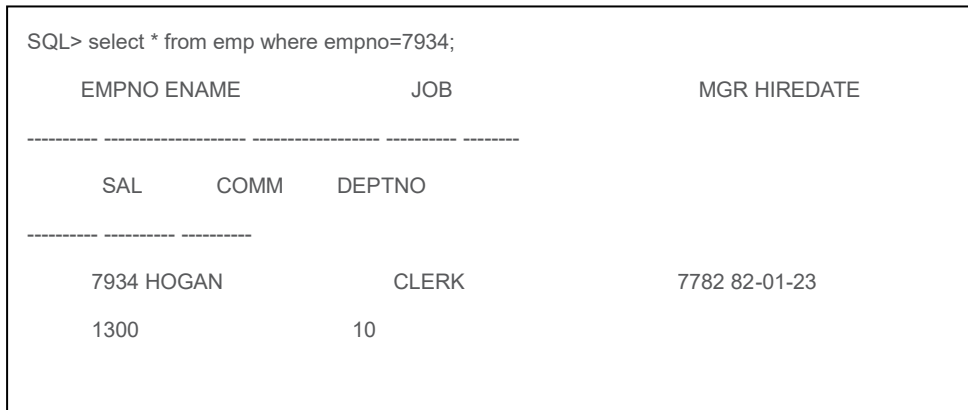 SQL> select * from emp where empno=7934;
EMPNO ENAME JOB MGR HIREDATE
---------- -------------------- ------------------ ---------- --------
SAL COMM DEPTNO
---------- ---------- ----------
7934 HOGAN CLERK 7782 82-01-23
1300 10